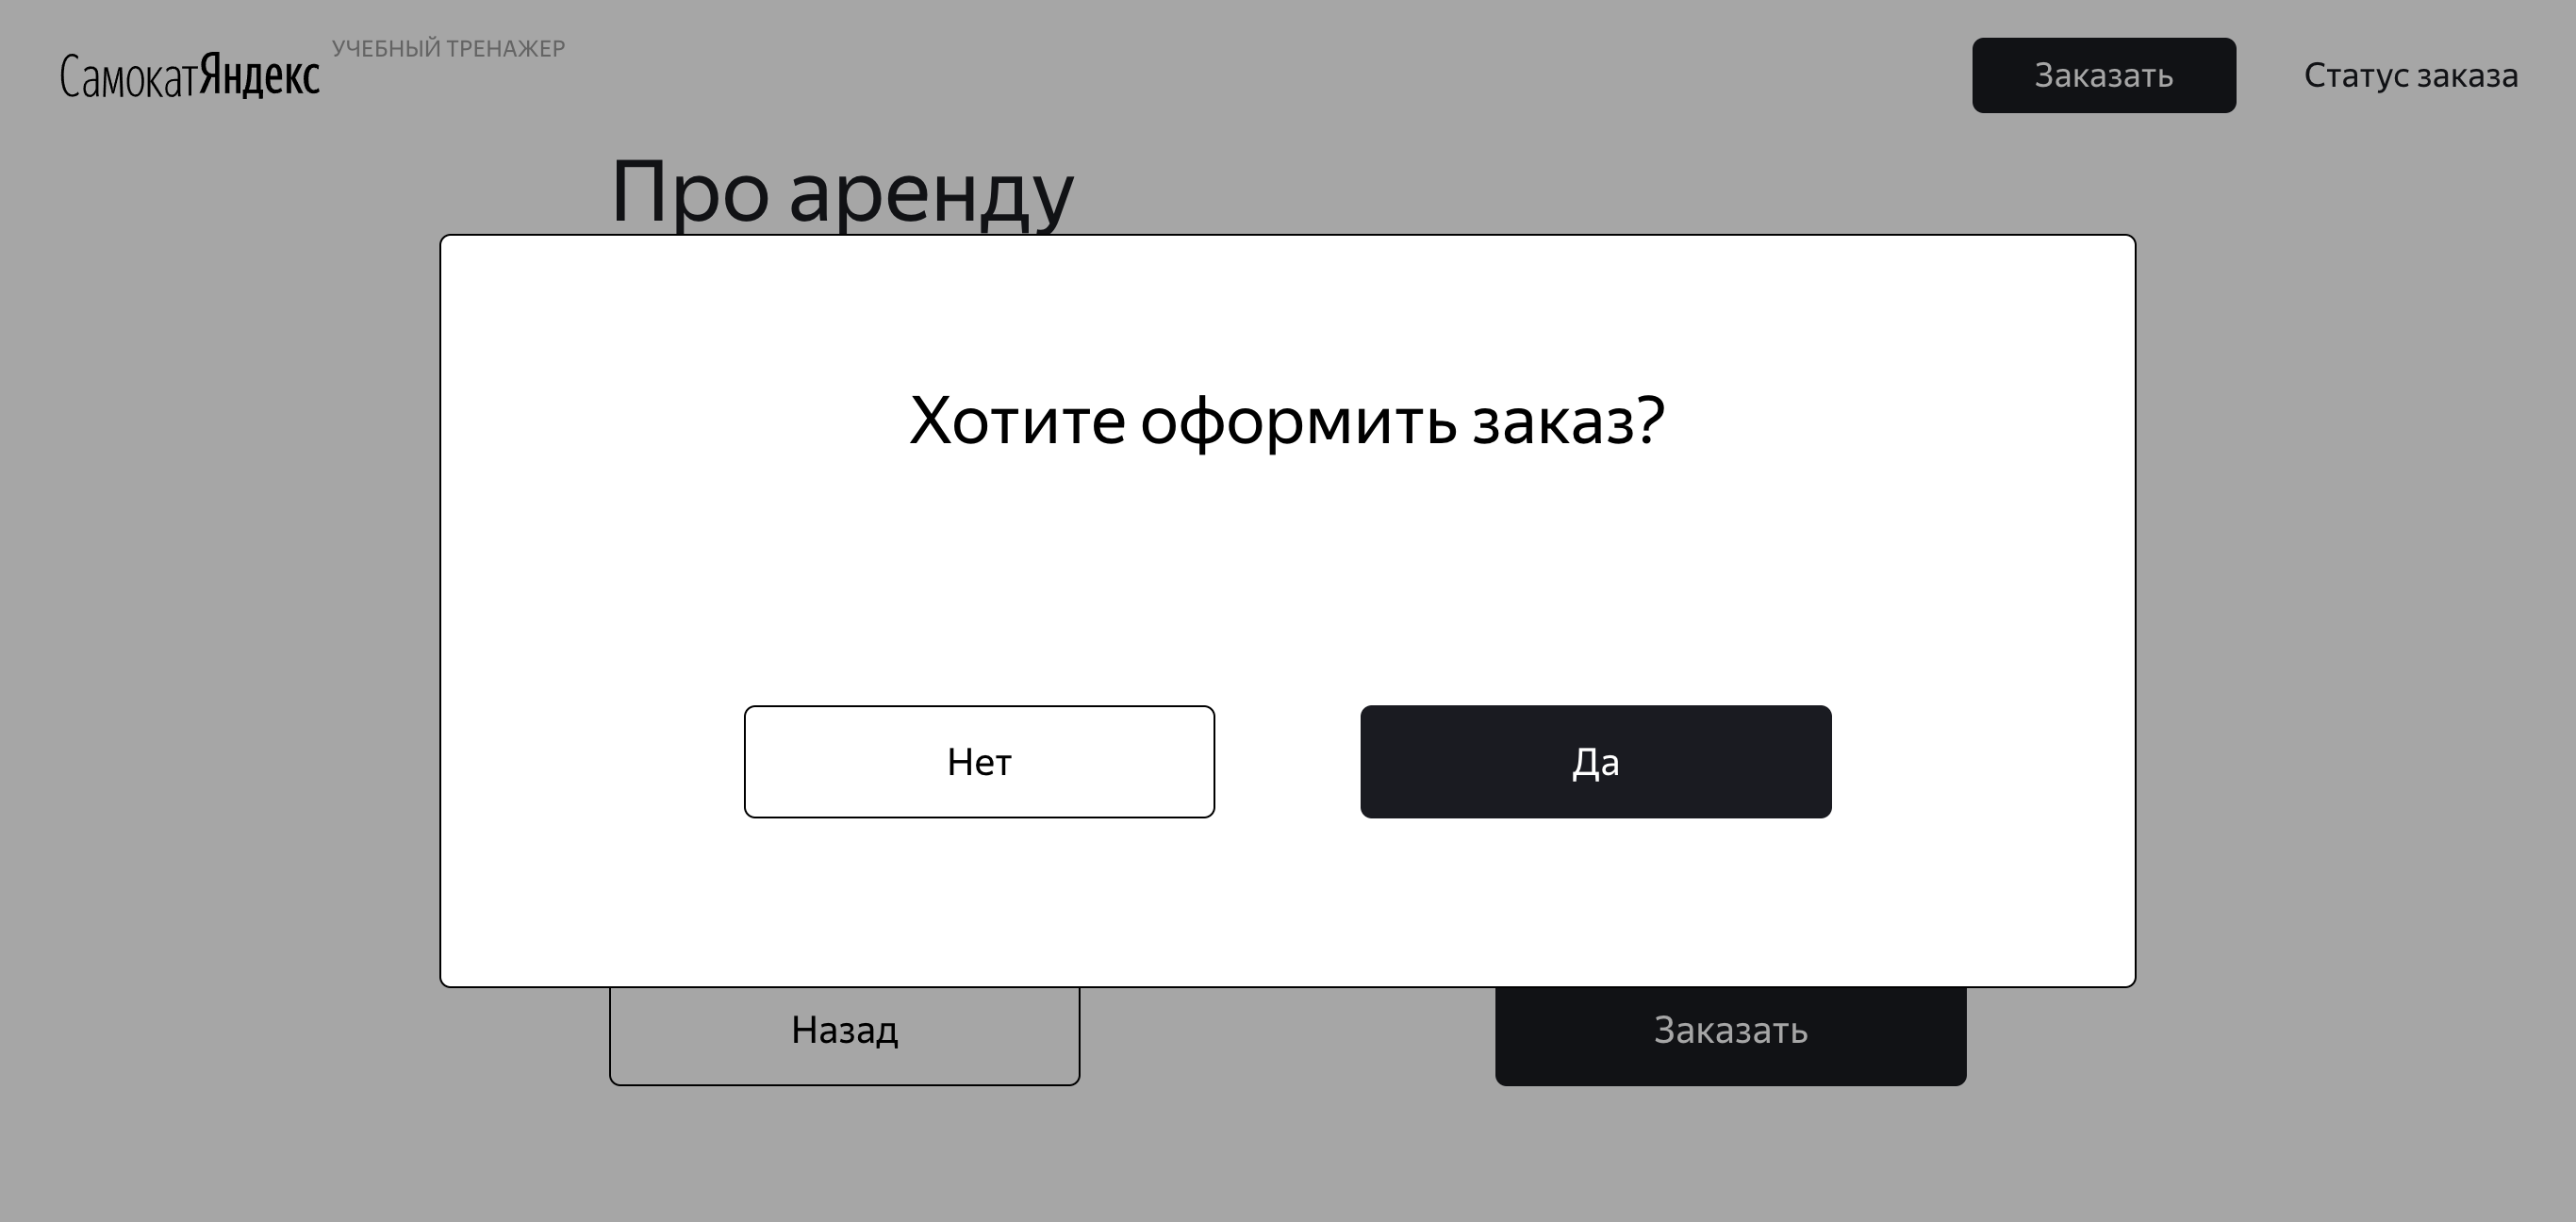 СамокатЯндекс УЧЕБНЫЙ ТРЕНАЖЕР
Заказать
Статус заказа
Про аренду
Хотите оформить заказ?
Нет
Да
Назад
Заказать